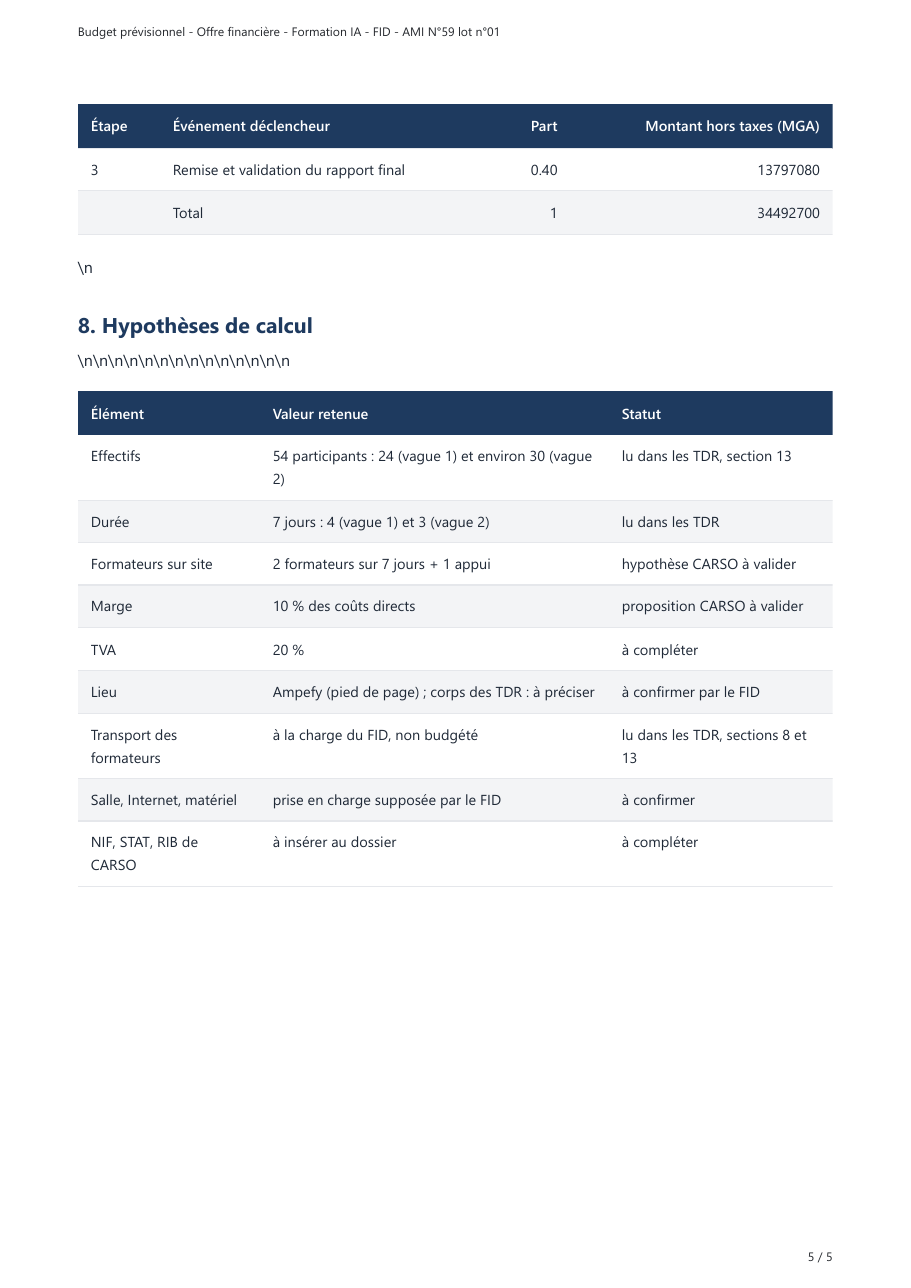 Budget prévisionnel - Offre financière - Formation IA - FID - AMI N°59 lot n°01
Étape Événement déclencheur Part Montant hors taxes (MGA)
3 Remise et validation du rapport final 0.40 13797080
Total 1 34492700
\n
8. Hypothèses de calcul
\n\n\n\n\n\n\n\n\n\n\n\n\n\n
Élément Valeur retenue Statut
Effectifs 54 participants : 24 (vague 1) et environ 30 (vague lu dans les TDR, section 13
2)
Durée 7 jours : 4 (vague 1) et 3 (vague 2) lu dans les TDR
Formateurs sur site 2 formateurs sur 7 jours + 1 appui hypothèse CARSO à valider
Marge 10 % des coûts directs proposition CARSO à valider
TVA 20 % à compléter
Lieu Ampefy (pied de page) ; corps des TDR : à préciser à confirmer par le FID
Transport des à la charge du FID, non budgété lu dans les TDR, sections 8 et
formateurs 13
Salle, Internet, matériel prise en charge supposée par le FID à confirmer
NIF, STAT, RIB de à insérer au dossier à compléter
CARSO
5 / 5